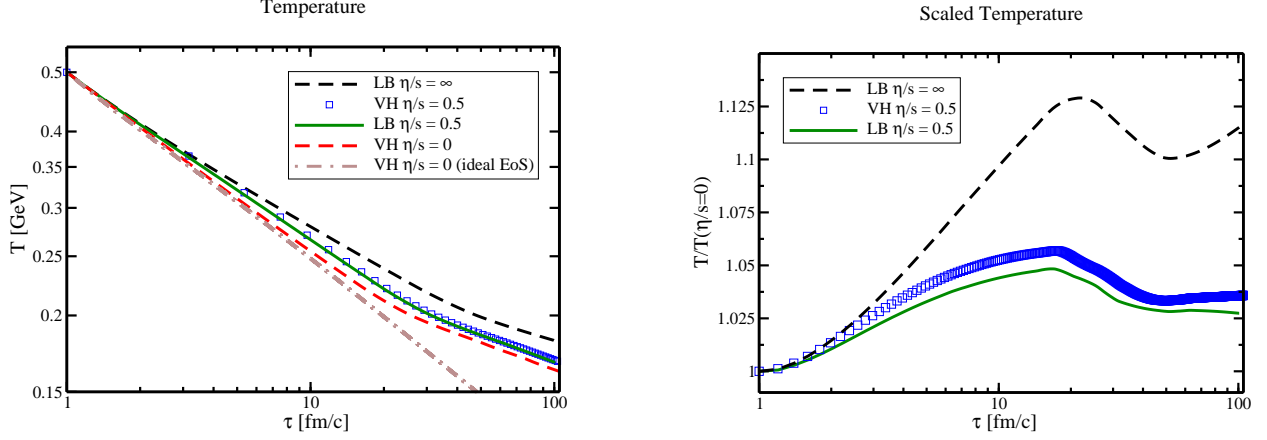 Temperature
0.5
0.4
0.35
0.3
0.25
0.2
0.15
T [GeV]
LB η/s = ∞
VH η/s = 0.5
LB η/s = 0.5
VH η/s = 0
VH η/s = 0 (ideal EoS)
1
10
100
τ [fm/c]
Scaled Temperature
1.125
1.1
1.075
1.05
1.025
1
T/T(η/s=0)
LB η/s = ∞
VH η/s = 0.5
LB η/s = 0.5
1
10
100
τ [fm/c]